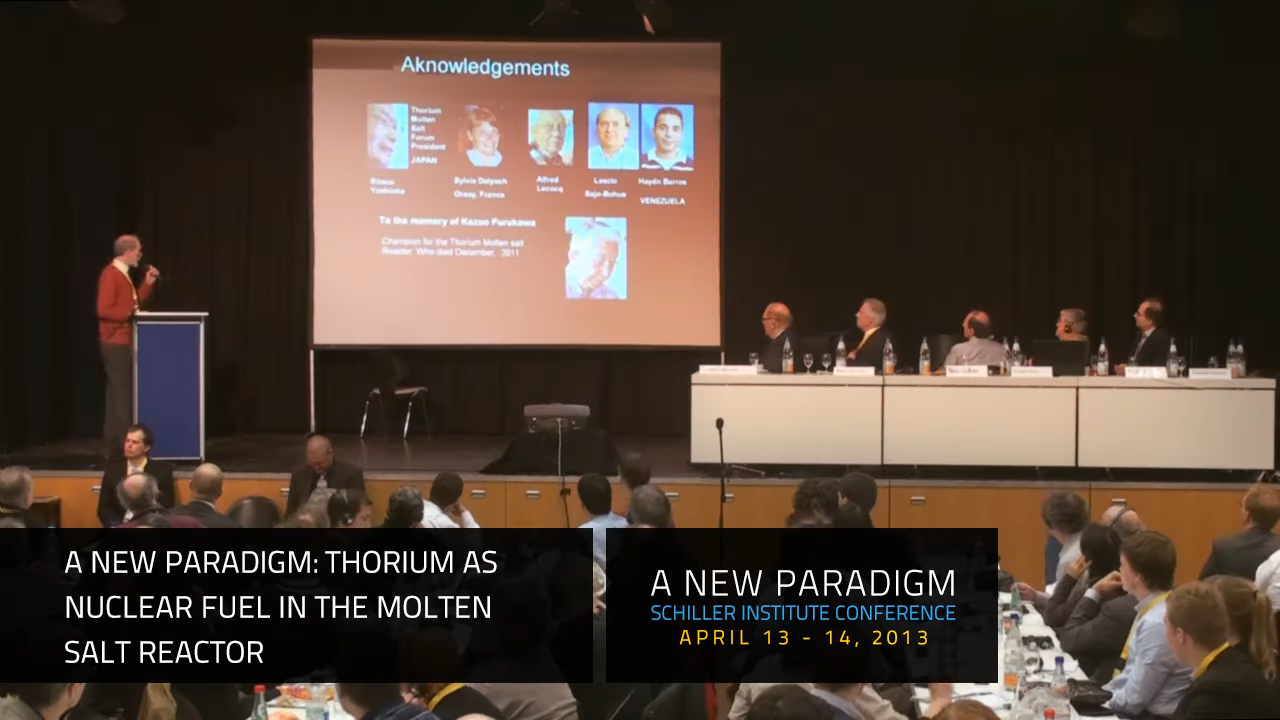 Aknowledgements
Thorium
Molten
Salt
Forum
President
JAPAN
Yoshioka
Sylvie Delpech
Orsay, France
Alfred
Lecocq
Laszlo
Sajo-Bohus
Haydn Barros
VENEZUELA
To the memory of Kazuo Furukawa
Champion for the Thorium Molten salt
Reactor. Who died December, 2011
A NEW PARADIGM: THORIUM AS
NUCLEAR FUEL IN THE MOLTEN
SALT REACTOR
A NEW PARADIGM
SCHILLER INSTITUTE CONFERENCE
APRIL 13 - 14, 2013